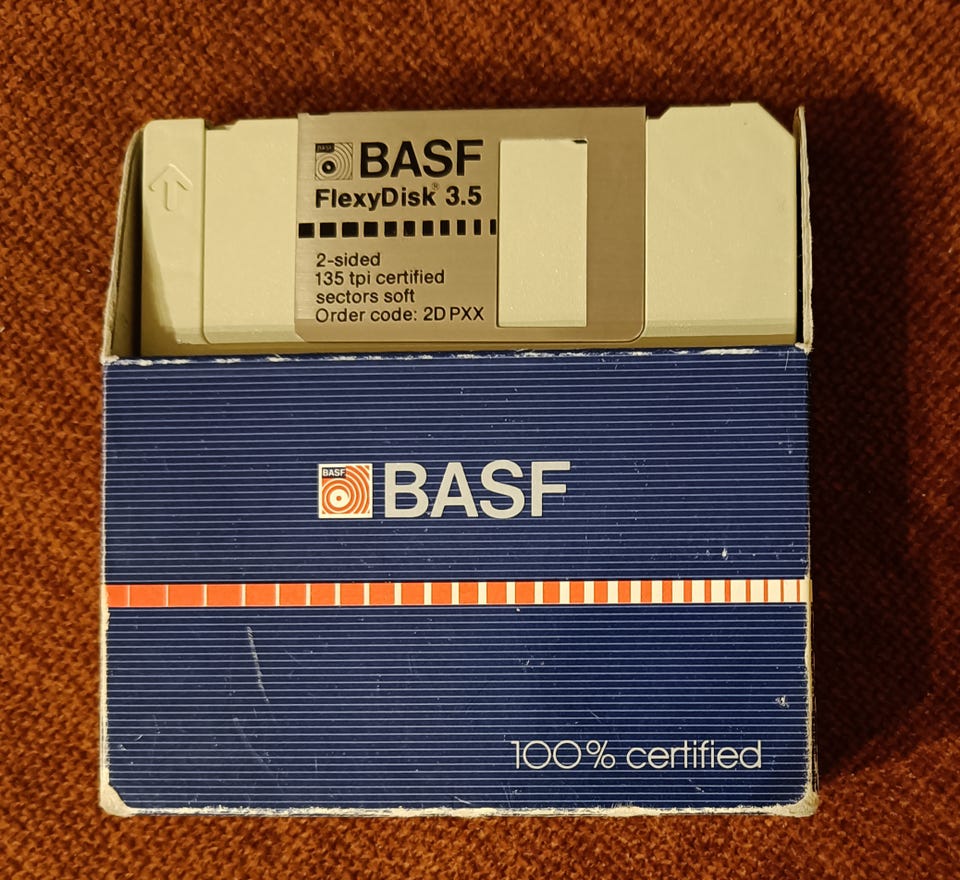 BASF
FlexyDisk® 3.5
2-sided
135 tpi certified
sectors soft
Order code: 2D PXX
BASF BASF
100% certified